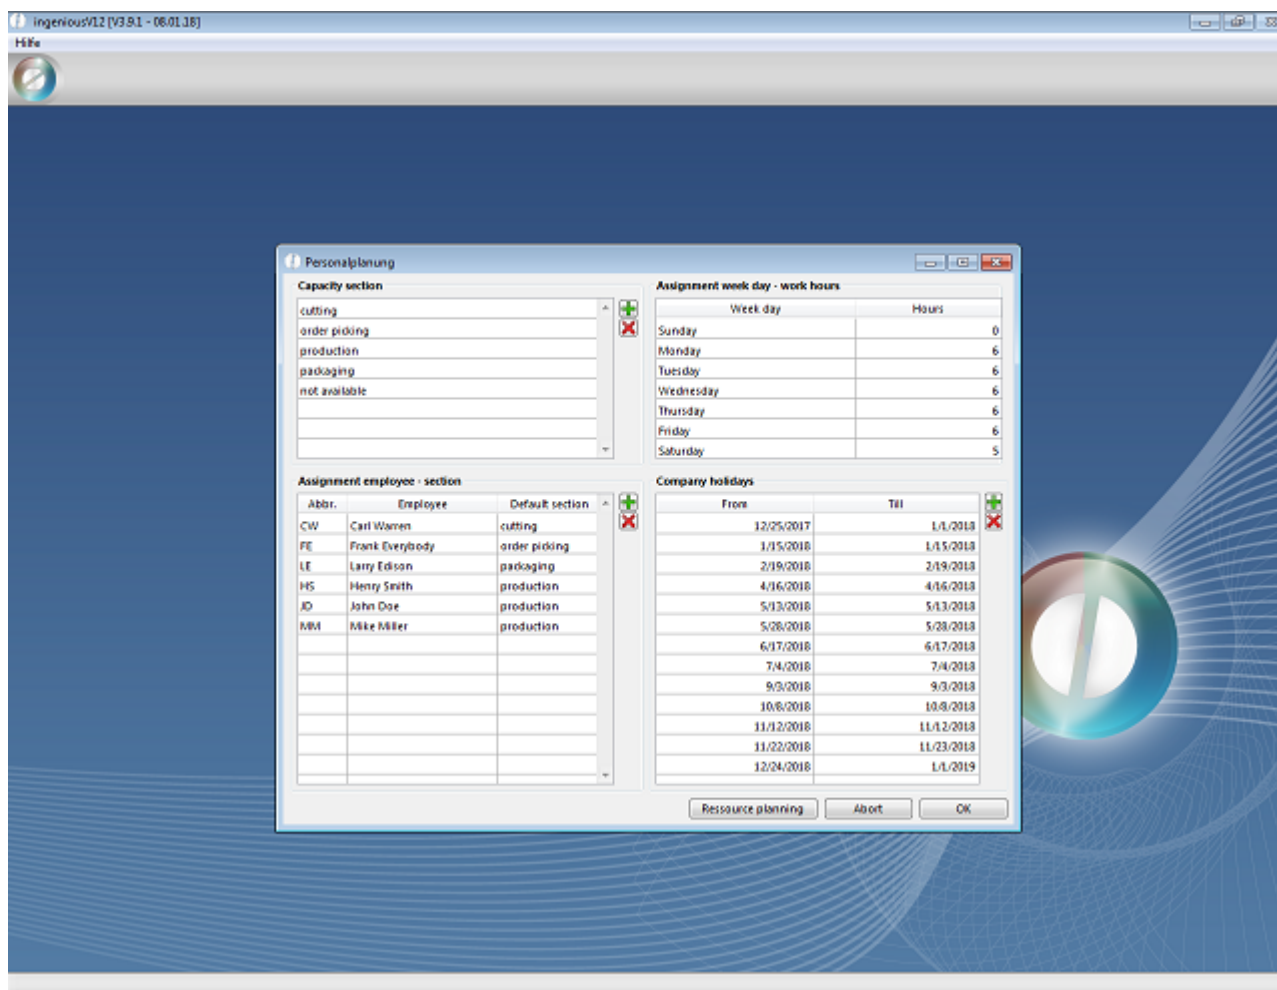 ingeniousV12 [V3.9.1 - 08.01.18]
Hilfe
Personalplanung
Capacity section
cutting
order picking
production
packaging
not available
Assignment week day - work hours
Week day Hours
Sunday 0
Monday 6
Tuesday 6
Wednesday 6
Thursday 6
Friday 6
Saturday 5
Assignment employee - section
Abbr. Employee Default section
CW Carl Warren cutting
FE Frank Everybody order picking
LE Larry Edison packaging
HS Henry Smith production
JD John Doe production
MM Mike Miller production
Company holidays
From Till
12/25/2017 1/1/2018
1/15/2018 1/15/2018
2/19/2018 2/19/2018
4/16/2018 4/16/2018
5/13/2018 5/13/2018
5/28/2018 5/28/2018
6/17/2018 6/17/2018
7/4/2018 7/4/2018
9/3/2018 9/3/2018
10/8/2018 10/8/2018
11/12/2018 11/12/2018
11/22/2018 11/23/2018
12/24/2018 1/1/2019
Ressource planning Abort OK